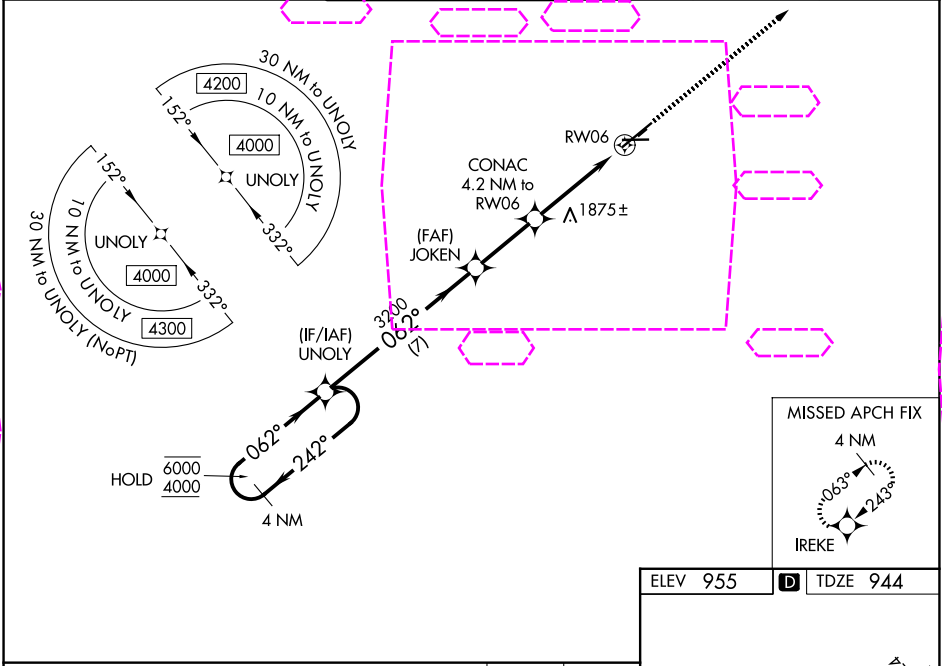 30 NM to UNOLY
4200
10 NM to UNOLY
152°
4000
UNOLY
332°
152°
UNOLY
10 NM to UNOLY
4000
332°
30 NM to UNOLY (NoPT)
4300
RW06
CONAC
4.2 NM to
RW06
1875±
(FAF)
JOKEN
3200
062°
(7)
(IF/IAF)
UNOLY
062°
242°
HOLD
6000
4000
4 NM
MISSED APCH FIX
4 NM
063°
243°
IREKE
ELEV 955
D
TDZE 944